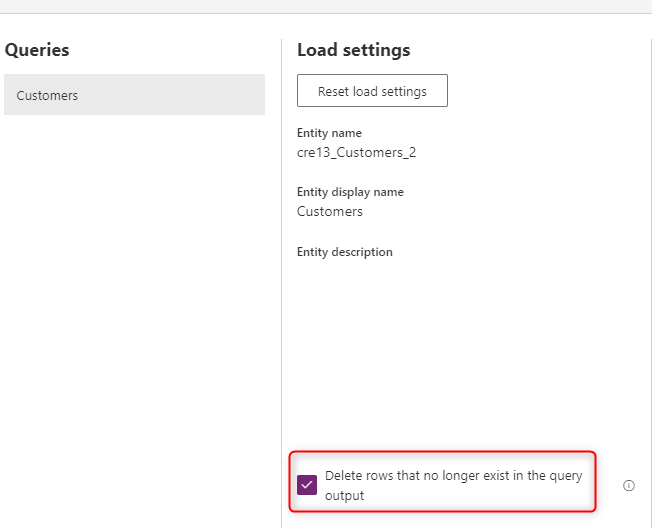 Queries
Customers
Load settings
Reset load settings
Entity name
cre13_Customers_2
Entity display name
Customers
Entity description
Delete rows that no longer exist in the query
output